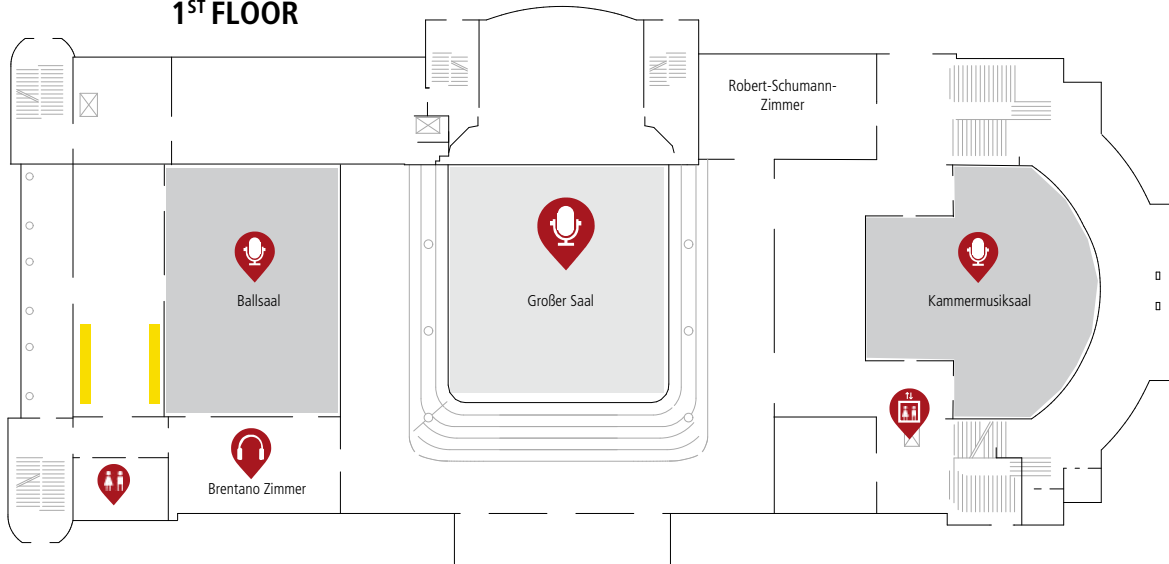 1ST FLOOR
Robert-Schumann-
Zimmer
Ballsaal
Großer Saal
Kammermusiksaal
Brentano Zimmer